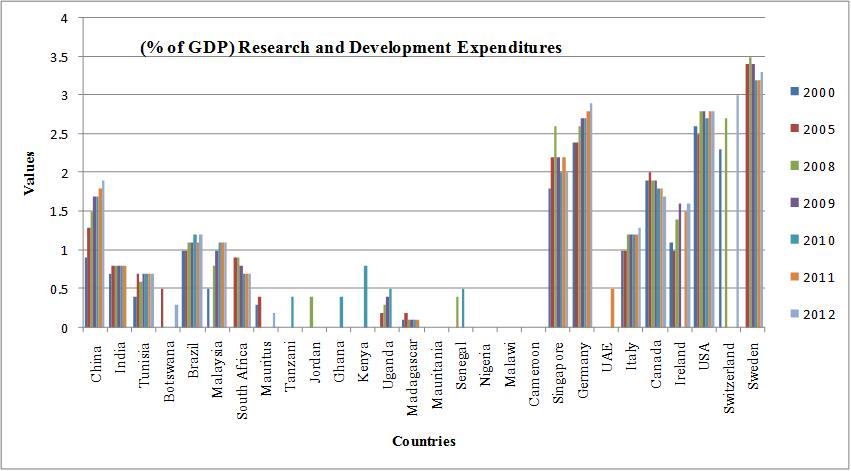 (% of GDP) Research and Development Expenditures
4
3.5
3
2.5
2
1.5
1
0.5
0
Values
China
India
Tunisia
Botswana
Brazil
Malaysia
South Africa
Mauritus
Tanzani
Jordan
Ghana
Kenya
Uganda
Madagascar
Mauritania
Senegal
Nigeria
Malawi
Cameroon
Singapore
Germany
UAE
Italy
Canada
Ireland
USA
Switzerland
Sweden
Countries
2000
2005
2008
2009
2010
2011
2012